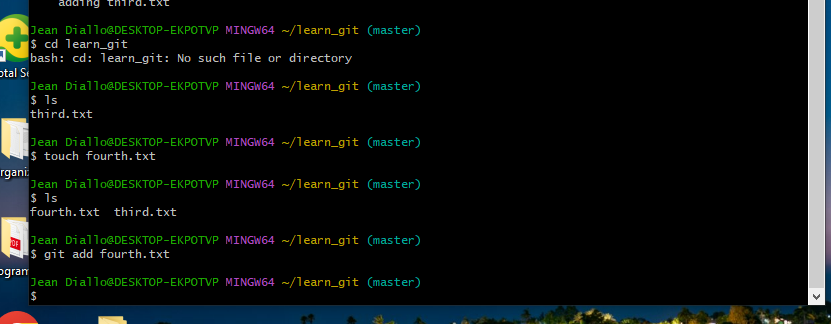 adding third.txt
Jean Diallo@DESKTOP-EKPOTVP MINGW64 ~/learn_git (master)
$ cd learn_git
bash: cd: learn_git: No such file or directory
Jean Diallo@DESKTOP-EKPOTVP MINGW64 ~/learn_git (master)
$ ls
third.txt
Jean Diallo@DESKTOP-EKPOTVP MINGW64 ~/learn_git (master)
$ touch fourth.txt
Jean Diallo@DESKTOP-EKPOTVP MINGW64 ~/learn_git (master)
$ ls
fourth.txt  third.txt
Jean Diallo@DESKTOP-EKPOTVP MINGW64 ~/learn_git (master)
$ git add fourth.txt
Jean Diallo@DESKTOP-EKPOTVP MINGW64 ~/learn_git (master)
$
otal Se
rgani
PDF
ogram